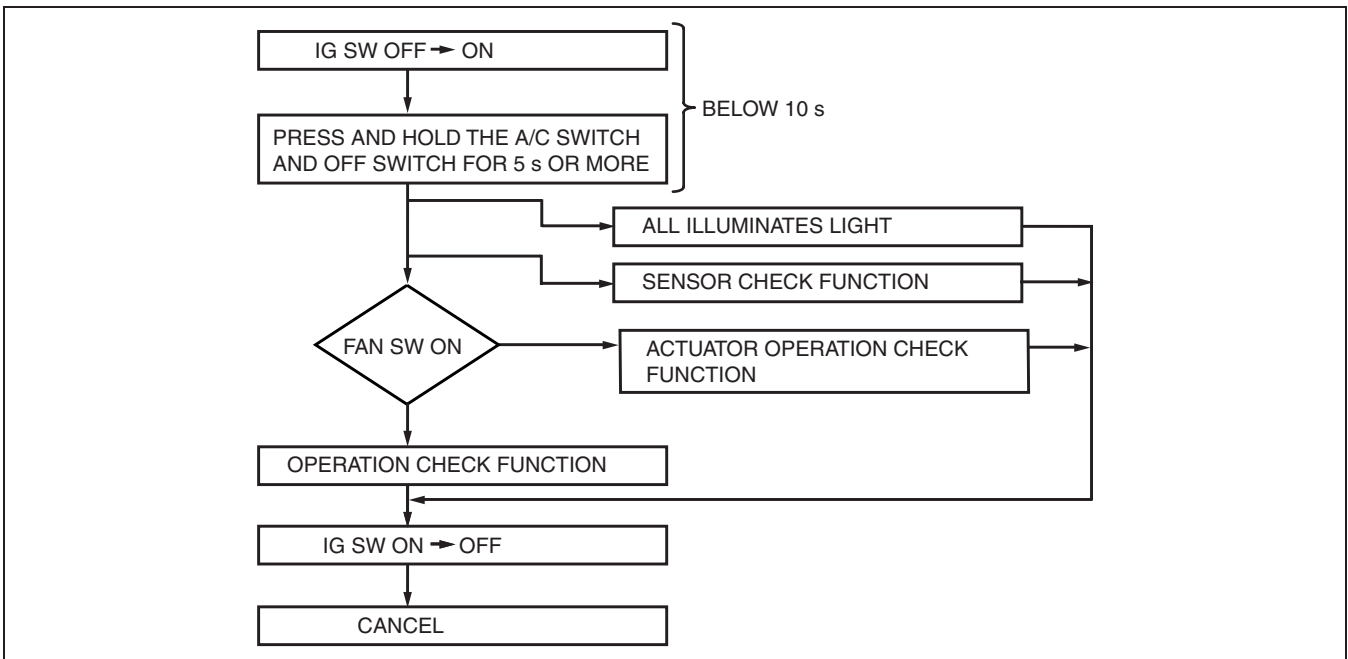 IG SW OFF → ON
BELOW 10 s
PRESS AND HOLD THE A/C SWITCH
AND OFF SWITCH FOR 5 s OR MORE
ALL ILLUMINATES LIGHT
SENSOR CHECK FUNCTION
FAN SW ON
ACTUATOR OPERATION CHECK
FUNCTION
OPERATION CHECK FUNCTION
IG SW ON → OFF
CANCEL